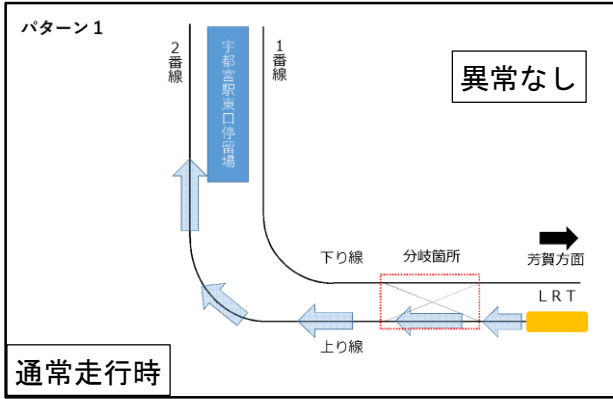 パターン１
２番線
宇都宮駅東口停留場
１番線
異常なし
下り線
分岐箇所
芳賀方面
ＬＲＴ
上り線
通常走行時